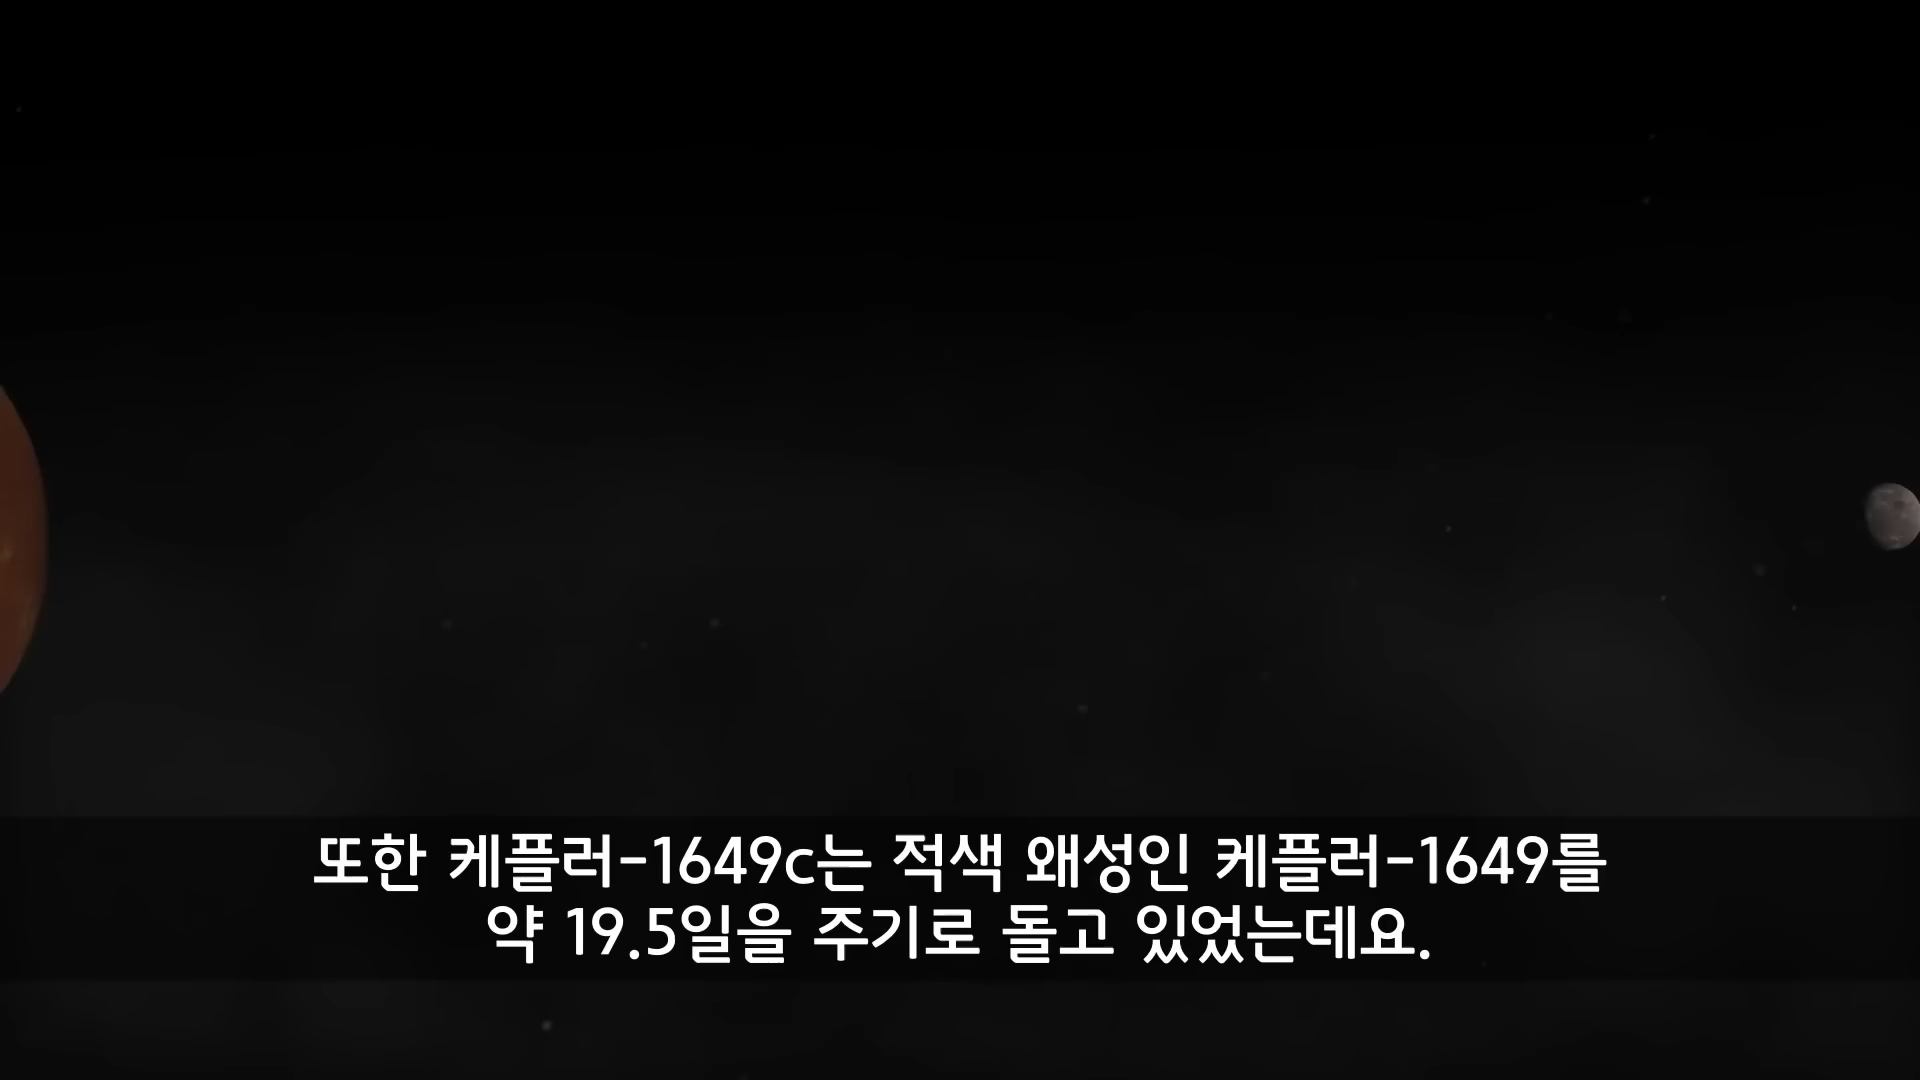 또한 케플러-1649c는 적색 왜성인 케플러-1649를
약 19.5일을 주기로 돌고 있었는데요.